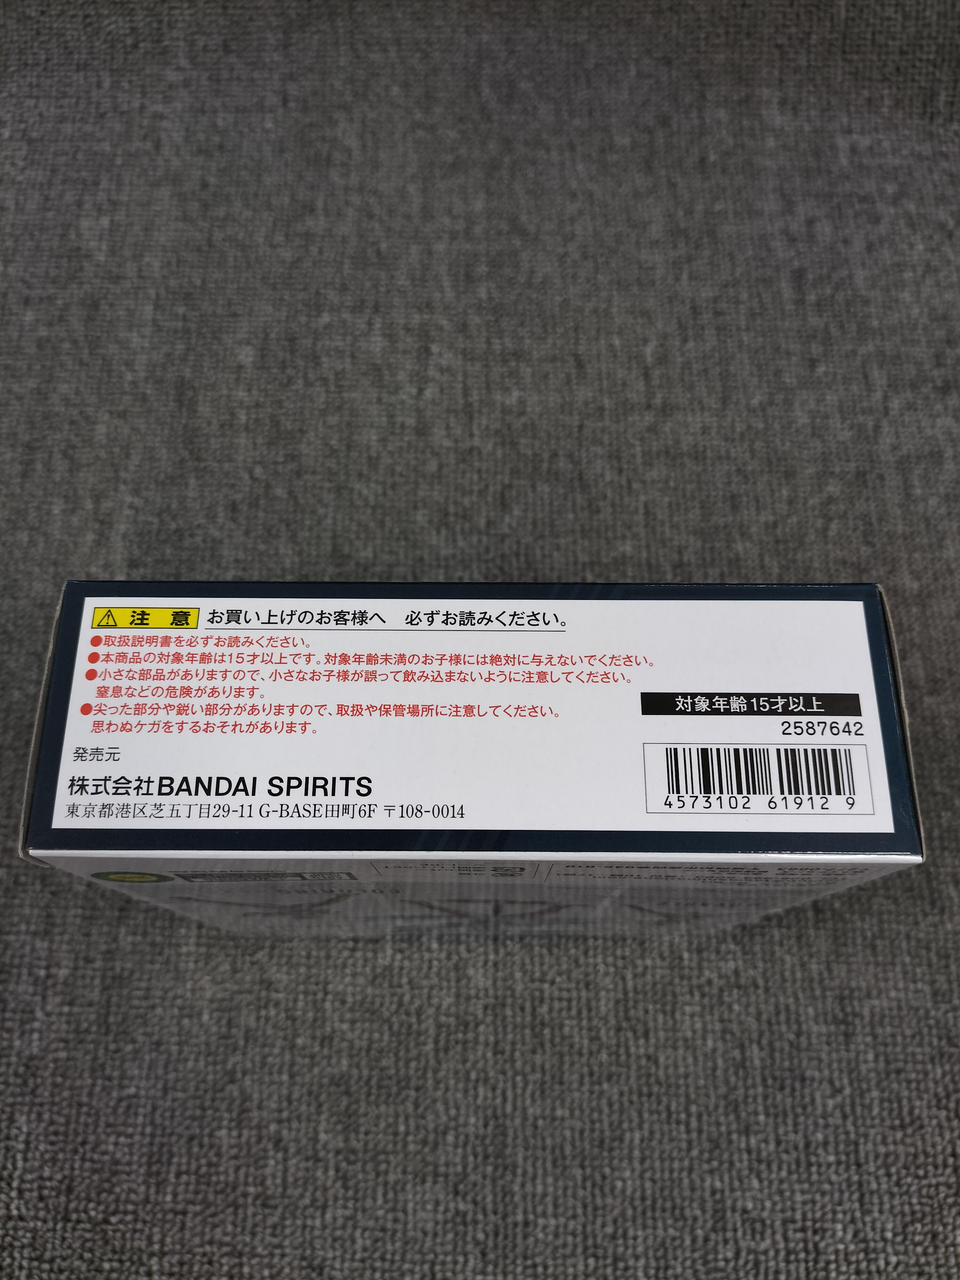 注 意 お買い上げのお客様へ 必ずお読みください。
●取扱説明書を必ずお読みください。
●本商品の対象年齢は15才以上です。対象年齢未満のお子様には絶対に与えないでください。
●小さな部品がありますので、小さなお子様が誤って飲み込まないように注意してください。
窒息などの危険があります。
●尖った部分や鋭い部分がありますので、取扱や保管場所に注意してください。
思わぬケガをするおそれがあります。
対象年齢15才以上
2587642
4573102 61912 9
発売元
株式会社BANDAI SPIRITS
東京都港区芝五丁目29-11 G-BASE田町6F 〒108-0014